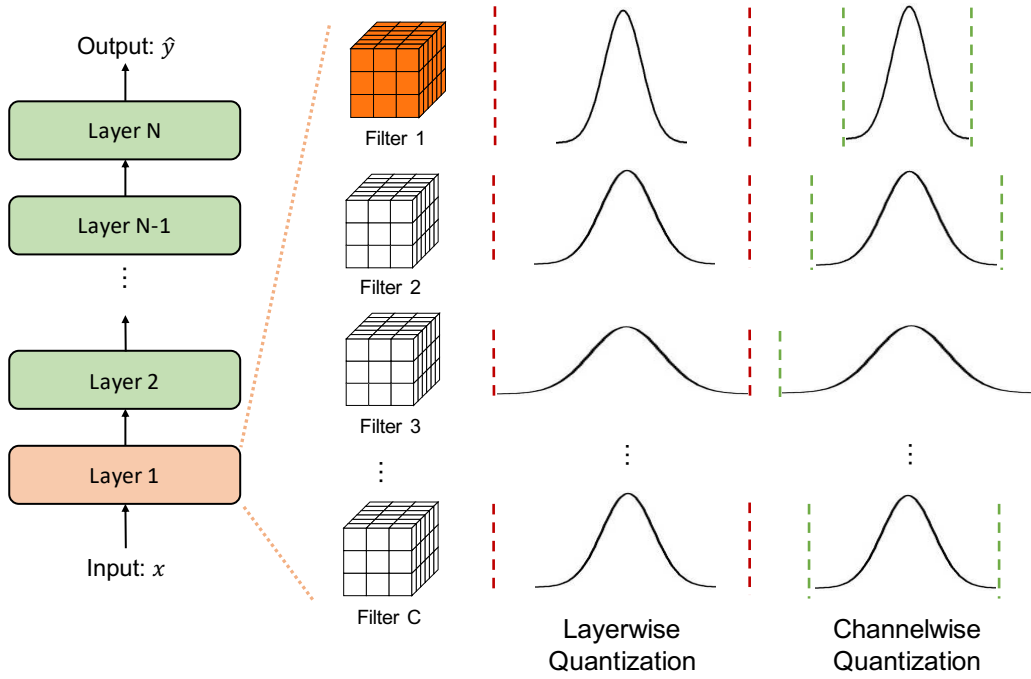 Output: ŷ
Layer N
Layer N-1
⋮
Layer 2
Layer 1
Input: x
Filter 1
Filter 2
Filter 3
⋮
Filter C
⋮
⋮
Layerwise
Quantization
Channelwise
Quantization